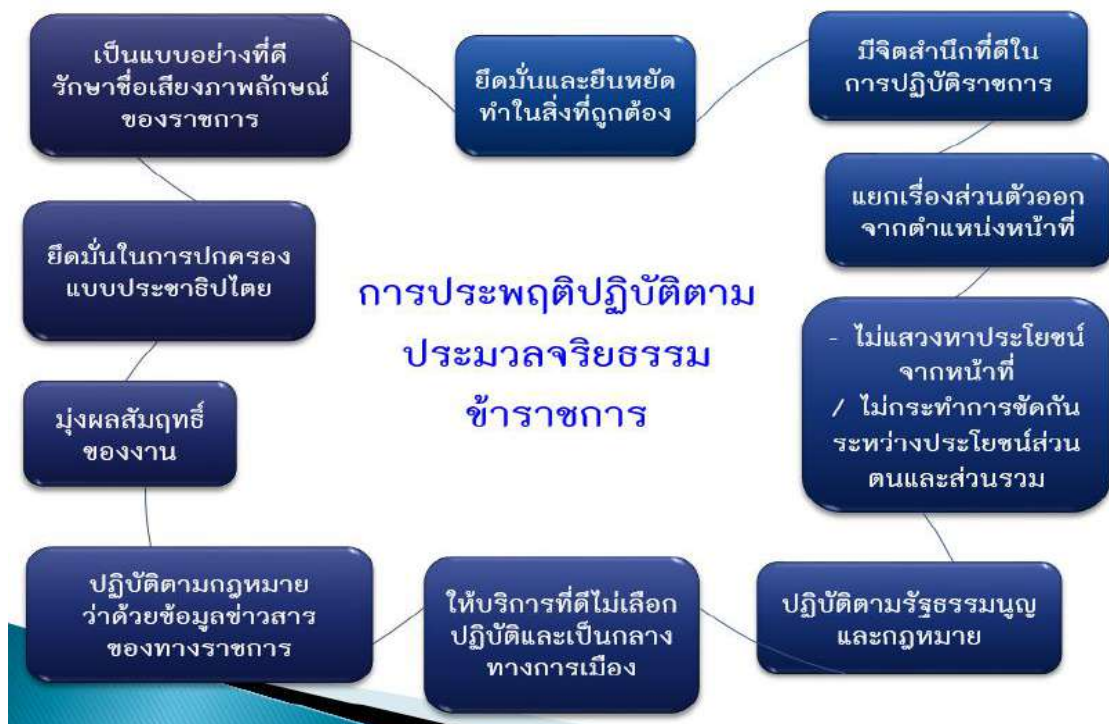 ยึดมั่นและยืนหยัด
ทำในสิ่งที่ถูกต้อง
มีจิตสำนึกที่ดีใน
การปฏิบัติราชการ
แยกเรื่องส่วนตัวออก
จากตำแหน่งหน้าที่
- ไม่แสวงหาประโยชน์
จากหน้าที่
/ ไม่กระทำการขัดกัน
ระหว่างประโยชน์ส่วน
ตนและส่วนรวม
ปฏิบัติตามรัฐธรรมนูญ
และกฎหมาย
ให้บริการที่ดีไม่เลือก
ปฏิบัติและเป็นกลาง
ทางการเมือง
ปฏิบัติตามกฎหมาย
ว่าด้วยข้อมูลข่าวสาร
ของทางราชการ
มุ่งผลสัมฤทธิ์
ของงาน
ยึดมั่นในการปกครอง
แบบประชาธิปไตย
เป็นแบบอย่างที่ดี
รักษาชื่อเสียงภาพลักษณ์
ของราชการ
การประพฤติปฏิบัติตาม
ประมวลจริยธรรม
ข้าราชการ